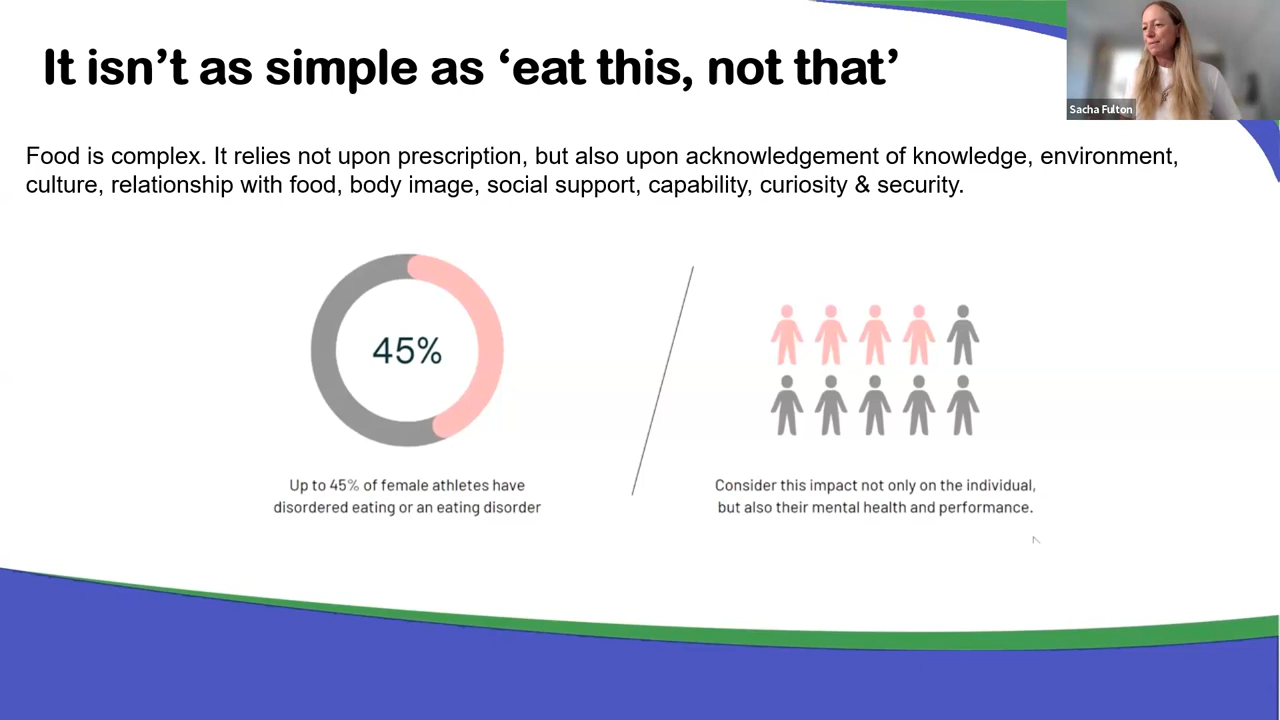 It isn’t as simple as ‘eat this, not that’
Sacha Fulton
Food is complex. It relies not upon prescription, but also upon acknowledgement of knowledge, environment,
culture, relationship with food, body image, social support, capability, curiosity & security.
45%
Up to 45% of female athletes have
disordered eating or an eating disorder
Consider this impact not only on the individual,
but also their mental health and performance.